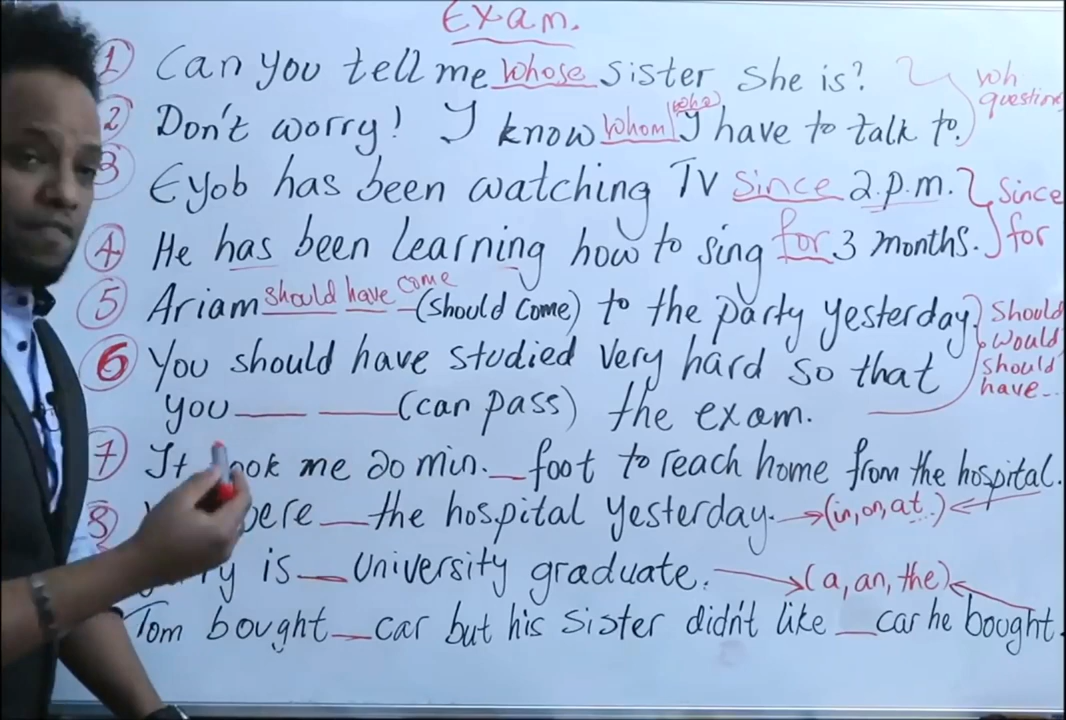 Exam.
1 Can you tell me whose sister she is? wh
2 Don't worry! I know whom/(who) I have to talk to. question
3 Eyob has been watching TV since 2.p.m. since
4 He has been learning how to sing for 3 months. for
5 Ariam should have come (should come) to the party yesterday. should
would
6 You should have studied very hard so that should
have...
you ___ ___ (can pass) the exam.
7 It ook me 20 min. __ foot to reach home from the hospital.
8 ere __ the hospital yesterday. (in, on, at...)
is __ University graduate. (a, an, the)
Tom bought __ car but his sister didn't like __ car he bought.